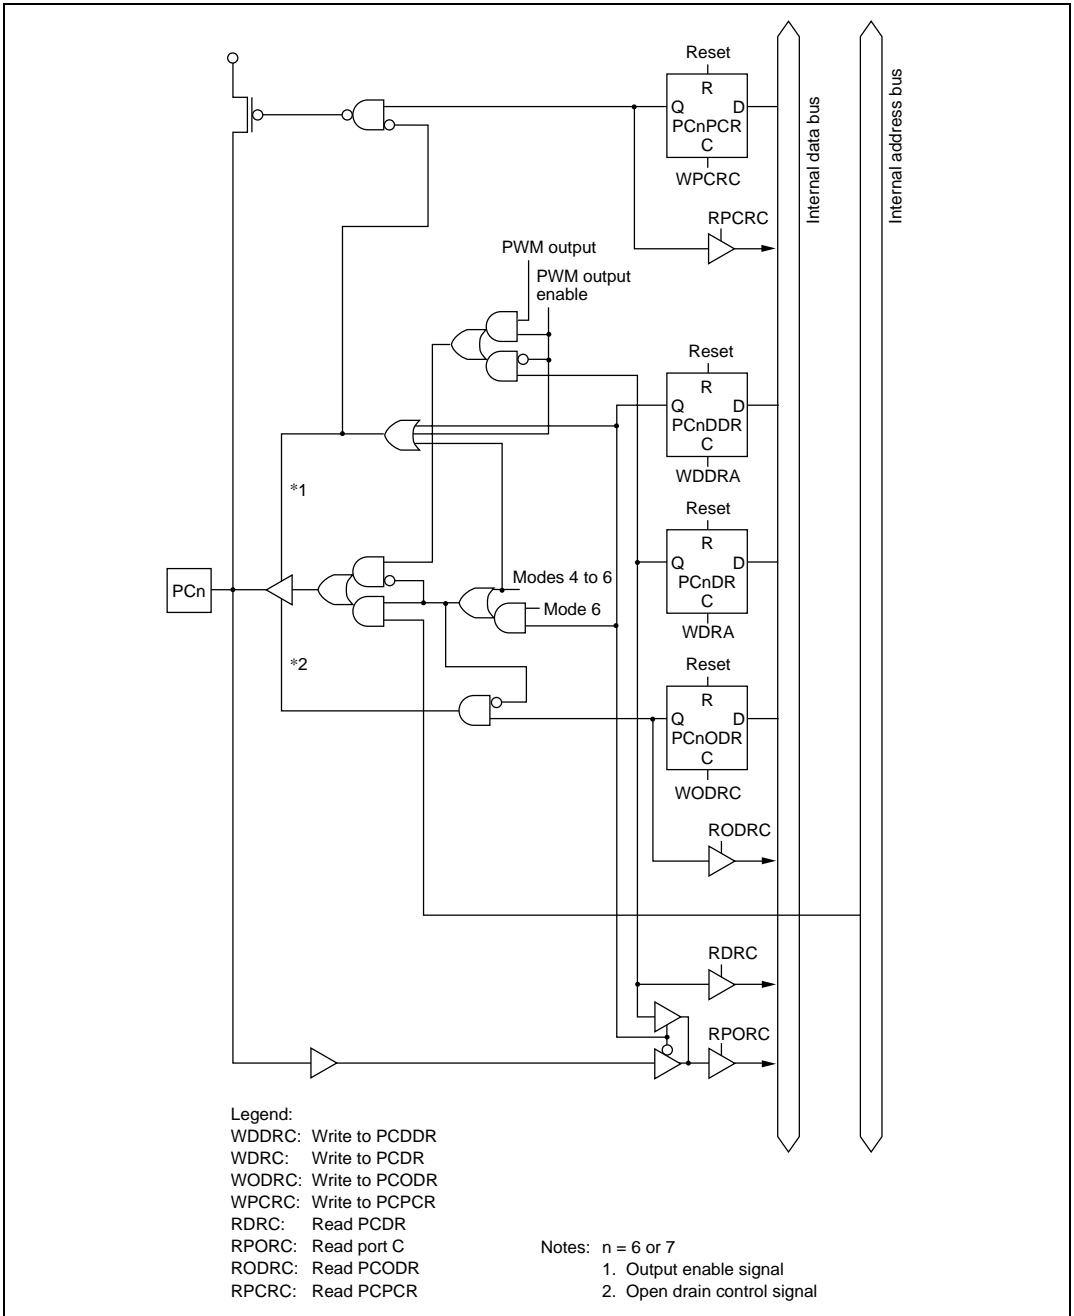 Reset
R
Q D
PCnPCR
C
WPCRC
RPCRC
Internal data bus
Internal address bus
PWM output
PWM output
enable
Reset
R
Q D
PCnDDR
C
WDDRA
*1
Reset
R
Q D
PCnDR
C
WDRA
PCn
Modes 4 to 6
Mode 6
*2
Reset
R
Q D
PCnODR
C
WODRC
RODRC
RDRC
RPORC
Legend:
WDDRC: Write to PCDDR
WDRC: Write to PCDR
WODRC: Write to PCODR
WPCRC: Write to PCPCR
RDRC: Read PCDR
RPORC: Read port C
RODRC: Read PCODR
RPCRC: Read PCPCR
Notes: n = 6 or 7
1. Output enable signal
2. Open drain control signal